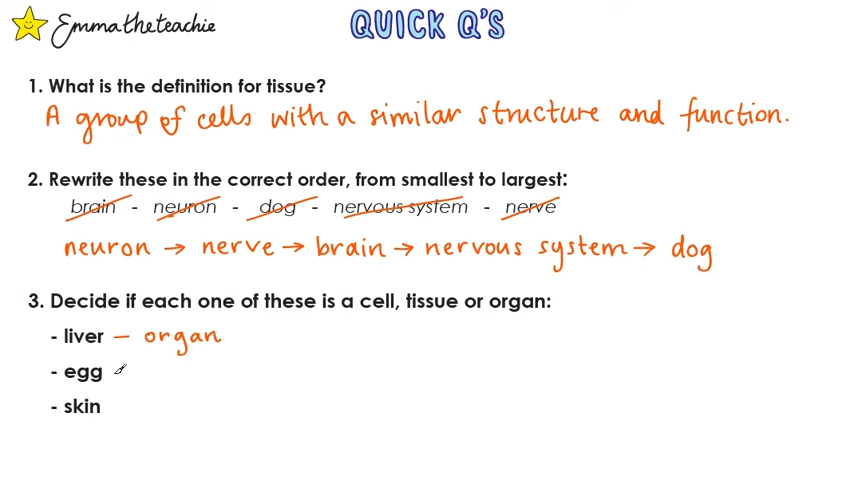 Emmatheteachie
QUICK Q'S
1. What is the definition for tissue?
A group of cells with a similar structure and function.
2. Rewrite these in the correct order, from smallest to largest:
brain - neuron - dog - nervous system - nerve
neuron → nerve → brain → nervous system → dog
3. Decide if each one of these is a cell, tissue or organ:
- liver - organ
- egg
- skin